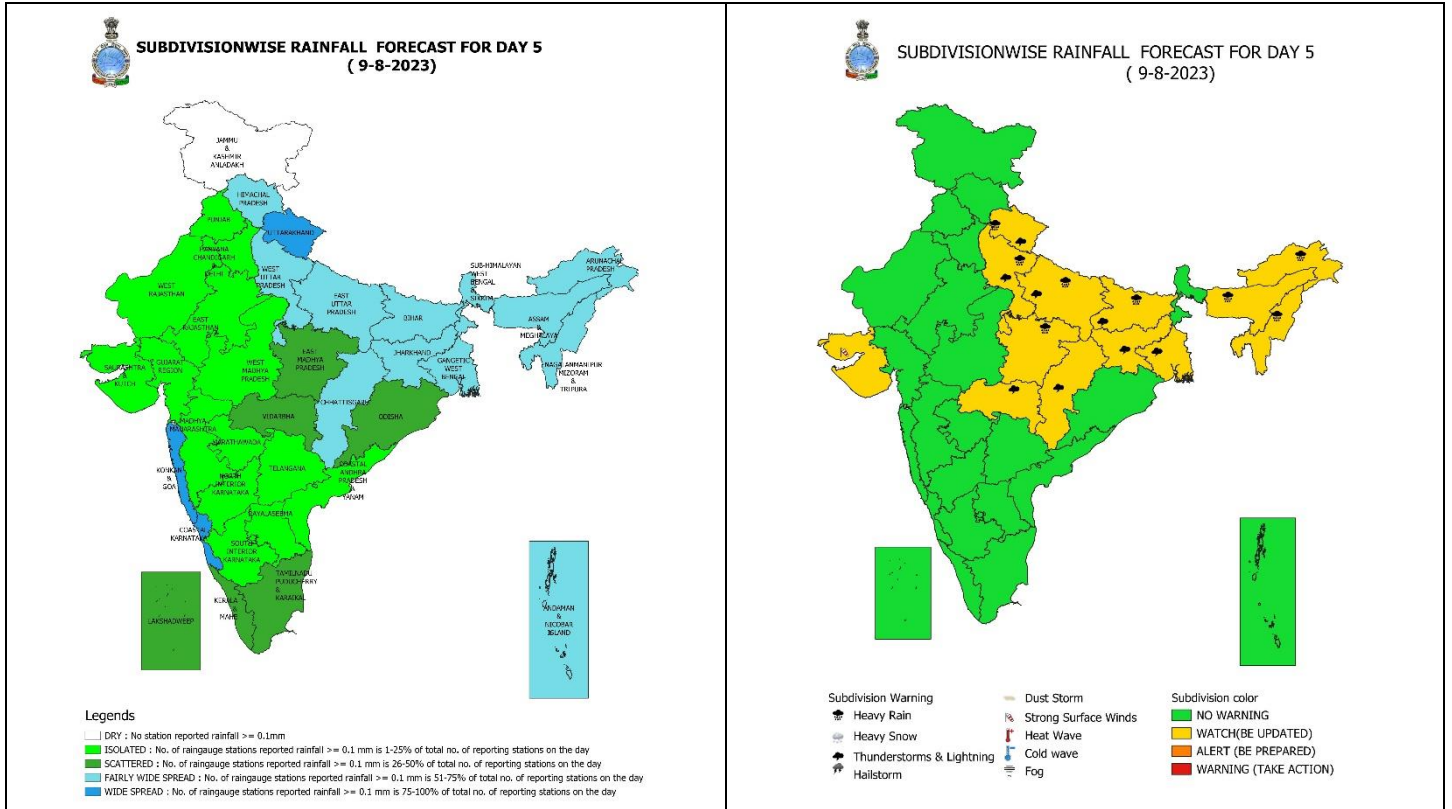 SUBDIVISIONWISE RAINFALL FORECAST FOR DAY 5
( 9-8-2023)
JAMMU
&
KASHMIR
ANLADAKH
HIMACHAL
PRADESH
PUNJAB
UTTARAKHAND
HARYANA
CHANDIGARH
&
DELHI
WEST
UTTAR
PRADESH
SUB-HIMALAYAN
WEST
BENGAL
&
SIKKIM
ARUNACHAL
PRADESH
WEST
RAJASTHAN
EAST
UTTAR
PRADESH
EAST
RAJASTHAN
BIHAR
ASSAM
&
MEGHALAYA
SAURASHTRA
&
KUTCH
GUJARAT
REGION
WEST
MADHYA
PRADESH
EAST
MADHYA
PRADESH
JHARKHAND
GANGETIC
WEST
BENGAL
NAGALANMANIPUR
MIZORAM
&
TRIPURA
CHHATTISGARH
VIDARBHA
ODISHA
MADHYA
MAHARASHTRA
MARATHAWADA
KONKAN
&
GOA
TELANGANA
COASTAL
ANDHRA
PRADESH
&
YANAM
NORTH
INTERIOR
KARNATAKA
RAYALASEEMA
COASTAL
KARNATAKA
SOUTH
INTERIOR
KARNATAKA
TAMILNADU
PUDUCHERRY
&
KARAIKAL
KERALA
&
MAHE
LAKSHADWEEP
ANDAMAN
&
NICOBAR
ISLAND
Legends
DRY : No station reported rainfall >= 0.1mm
ISOLATED : No. of raingauge stations reported rainfall >= 0.1 mm is 1-25% of total no. of reporting stations on the day
SCATTERED : No. of raingauge stations reported rainfall >= 0.1 mm is 26-50% of total no. of reporting stations on the day
FAIRLY WIDE SPREAD : No. of raingauge stations reported rainfall >= 0.1 mm is 51-75% of total no. of reporting stations on the day
WIDE SPREAD : No. of raingauge stations reported rainfall >= 0.1 mm is 75-100% of total no. of reporting stations on the day
SUBDIVISIONWISE RAINFALL FORECAST FOR DAY 5
( 9-8-2023)
Subdivision Warning
Heavy Rain
Heavy Snow
Thunderstorms & Lightning
Hailstorm
Dust Storm
Strong Surface Winds
Heat Wave
Cold wave
Fog
Subdivision color
NO WARNING
WATCH(BE UPDATED)
ALERT (BE PREPARED)
WARNING (TAKE ACTION)